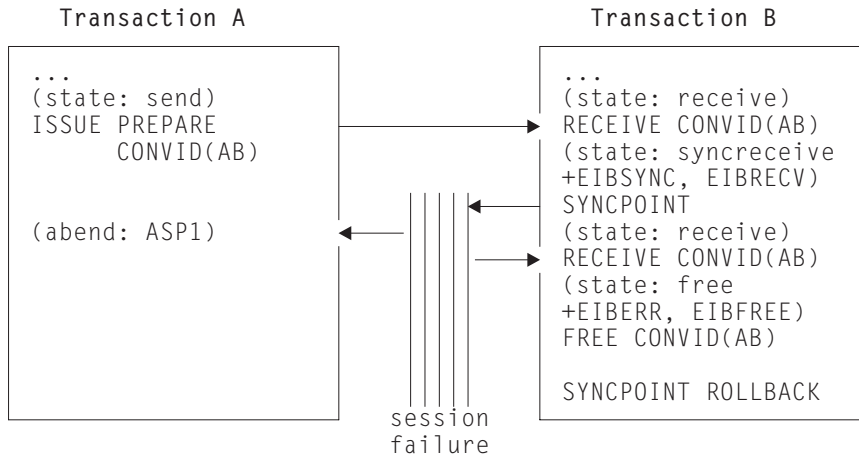 Transaction A
Transaction B
...
(state: send)
ISSUE PREPARE
CONVID(AB)
(abend: ASP1)
...
(state: receive)
RECEIVE CONVID(AB)
(state: syncreceive
+EIBSYNC, EIBRECV)
SYNCPOINT
(state: receive)
RECEIVE CONVID(AB)
(state: free
+EIBERR, EIBFREE)
FREE CONVID(AB)
SYNCPOINT ROLLBACK
session
failure